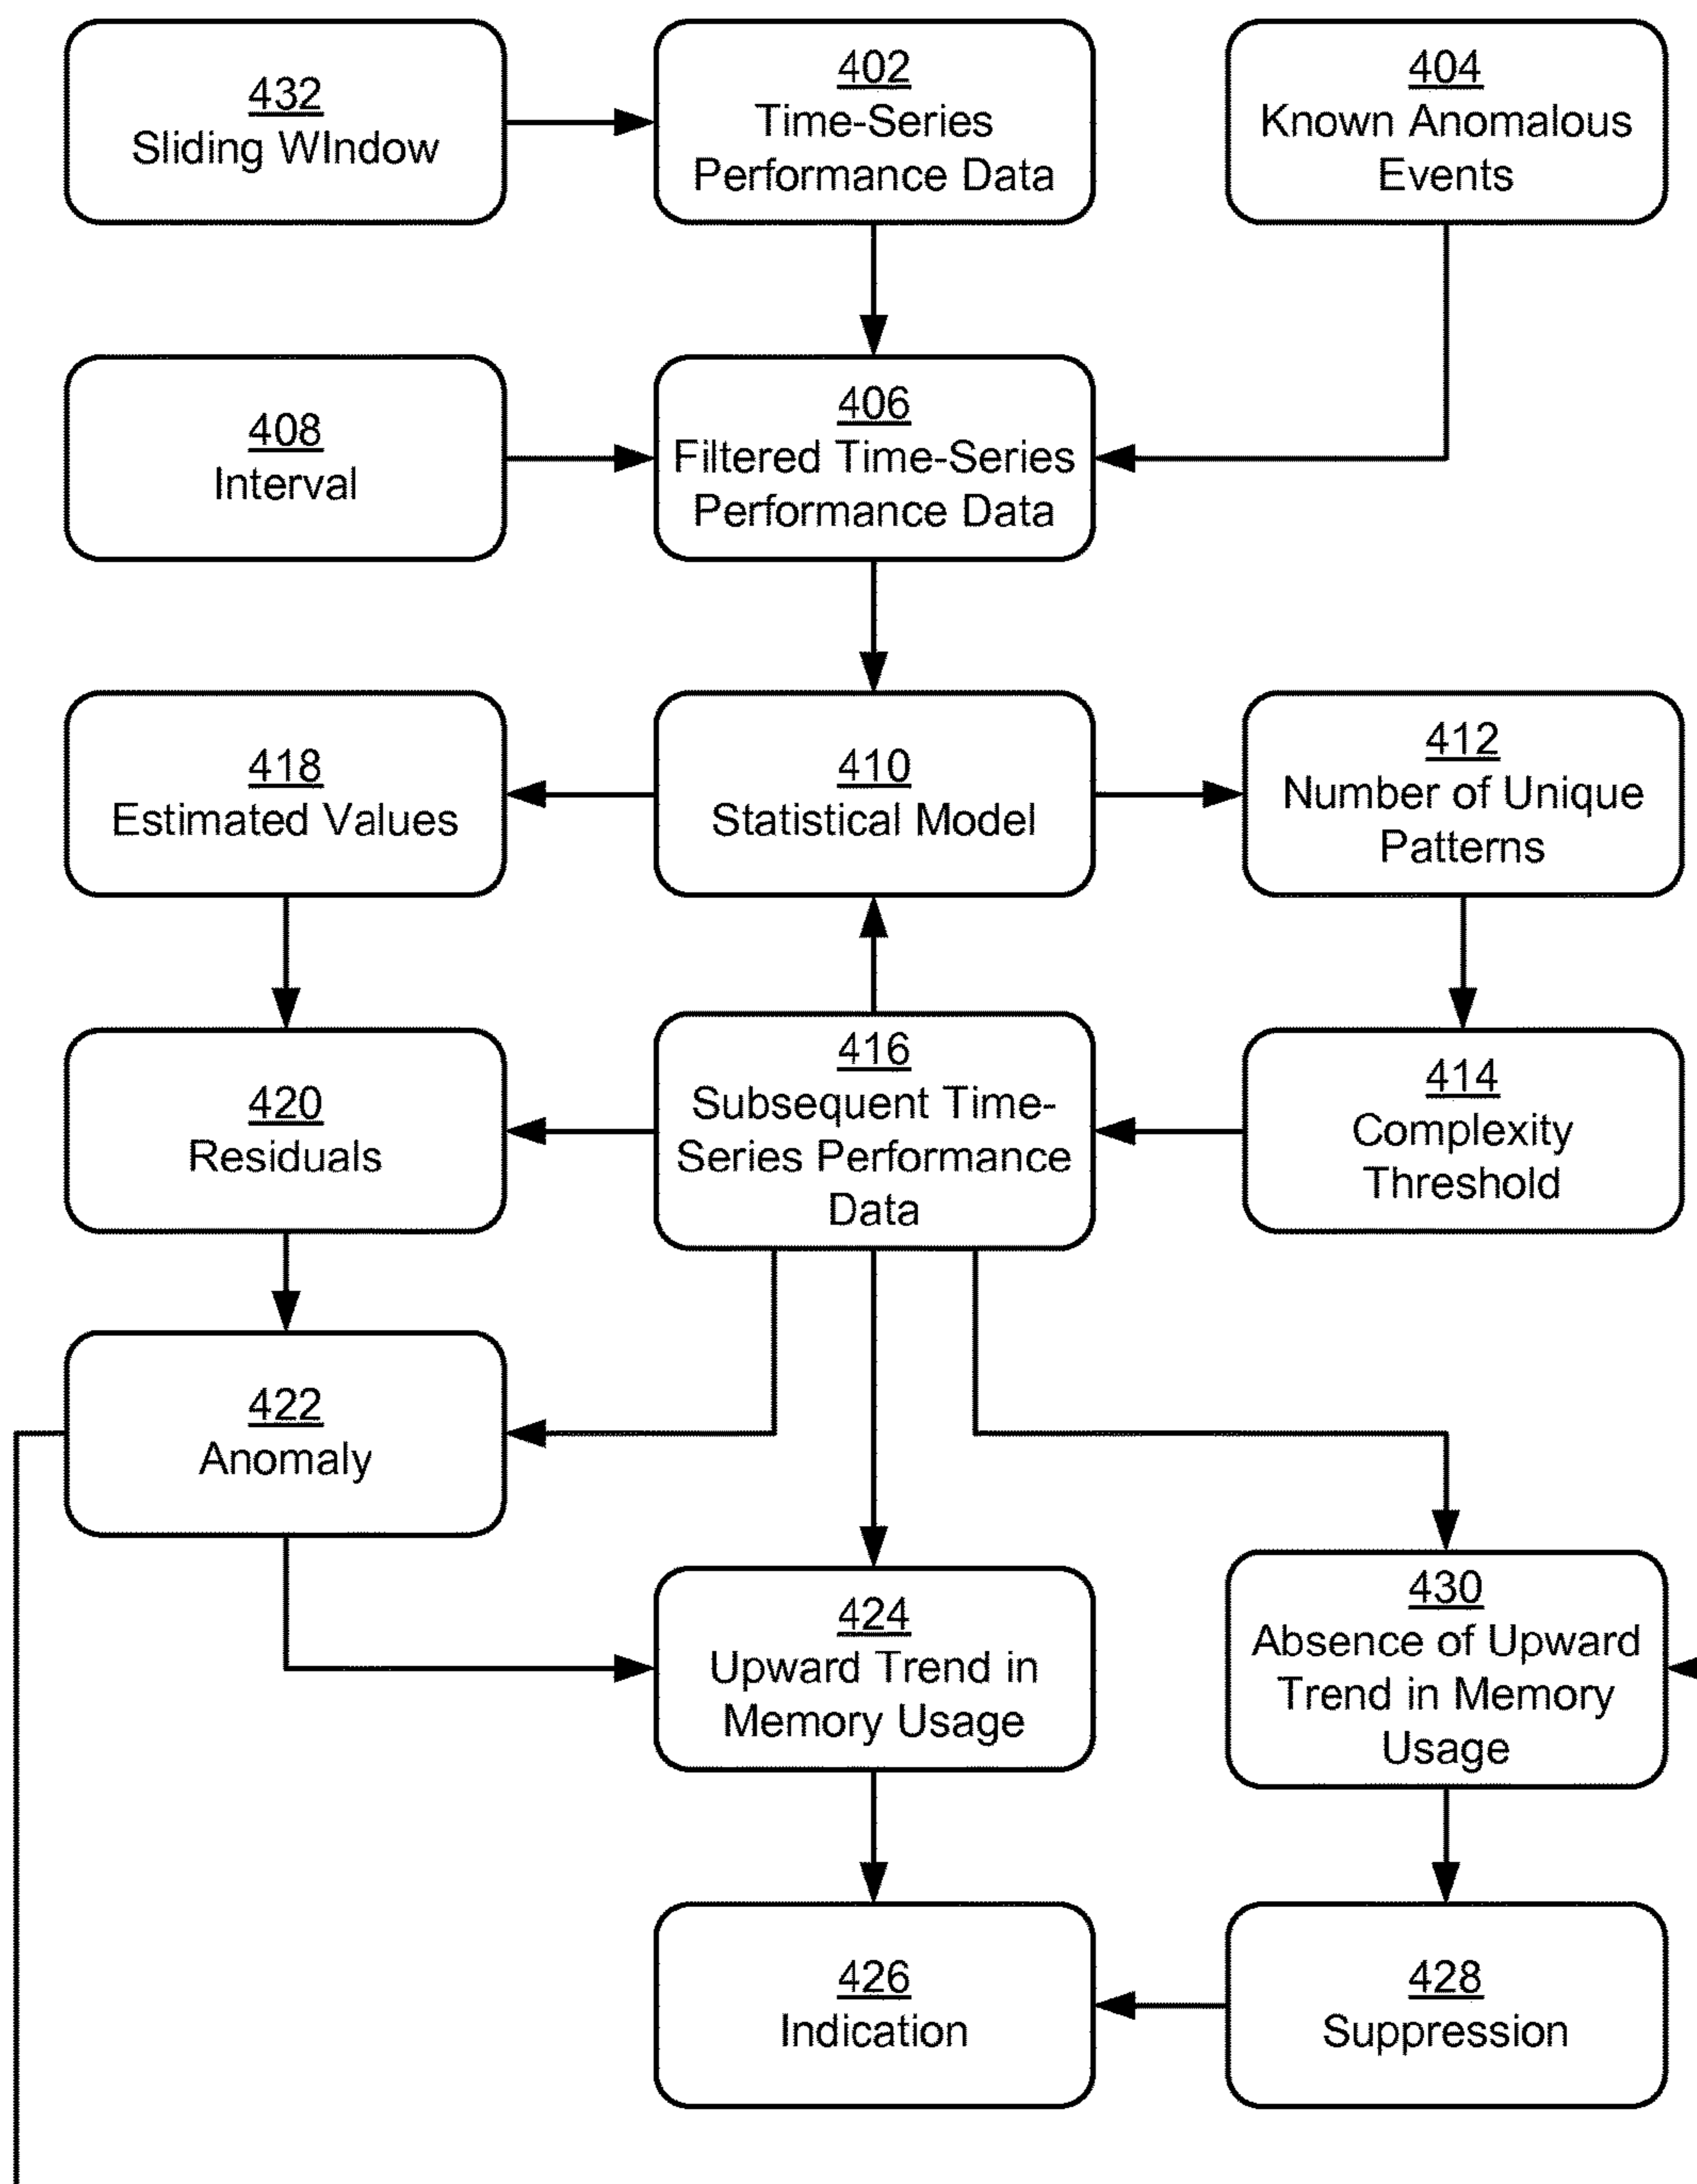 432
Sliding WIndow
402
Time-Series
Performance Data
404
Known Anomalous
Events
408
Interval
406
Filtered Time-Series
Performance Data
418
Estimated Values
410
Statistical Model
412
Number of Unique
Patterns
420
Residuals
416
Subsequent Time-
Series Performance
Data
414
Complexity
Threshold
422
Anomaly
424
Upward Trend in
Memory Usage
430
Absence of Upward
Trend in Memory
Usage
426
Indication
428
Suppression